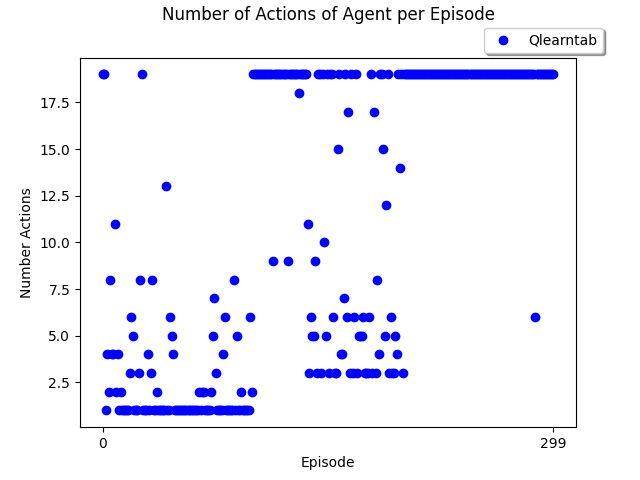 Number of Actions of Agent per Episode
Qlearntab
17.5
15.0
12.5
10.0
7.5
5.0
2.5
Number Actions
0
299
Episode